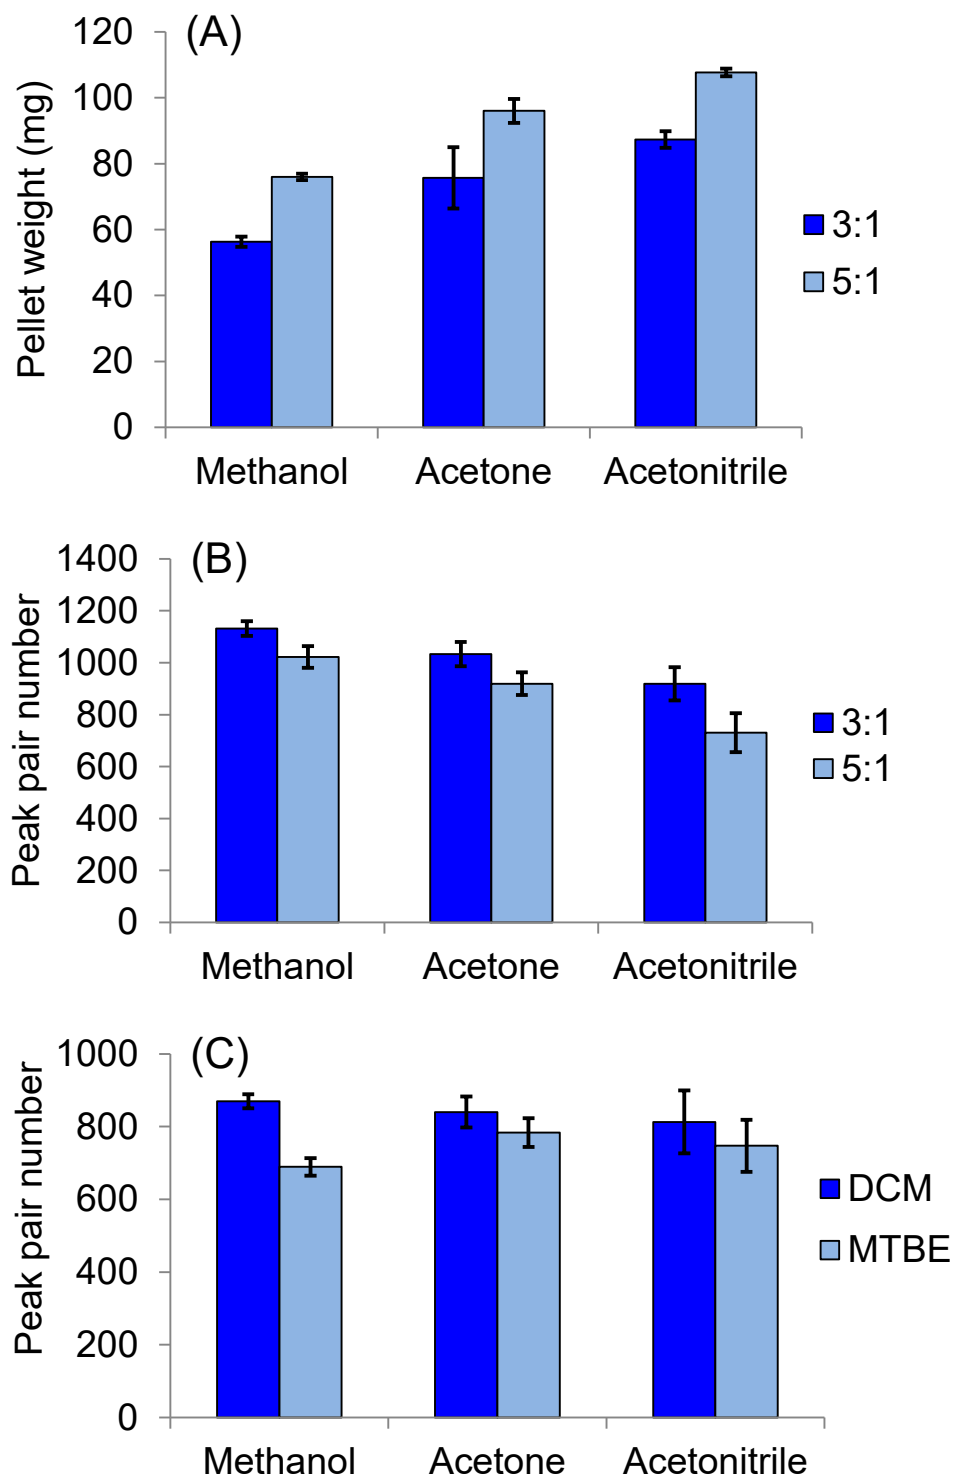 (A)
Pellet weight (mg)
120
100
80
60
40
20
0
Methanol Acetone Acetonitrile
3:1
5:1
(B)
Peak pair number
1400
1200
1000
800
600
400
200
0
Methanol Acetone Acetonitrile
3:1
5:1
(C)
Peak pair number
1000
800
600
400
200
0
Methanol Acetone Acetonitrile
DCM
MTBE